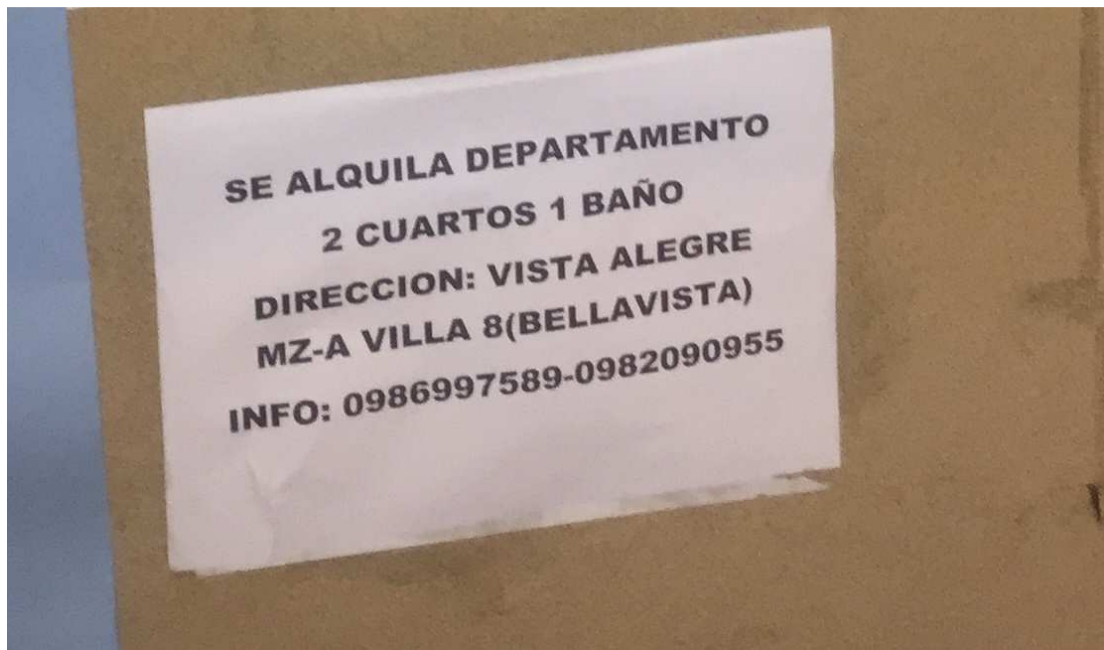 SE ALQUILA DEPARTAMENTO
2 CUARTOS 1 BAÑO
DIRECCION: VISTA ALEGRE
MZ-A VILLA 8(BELLAVISTA)
INFO: 0986997589-0982090955